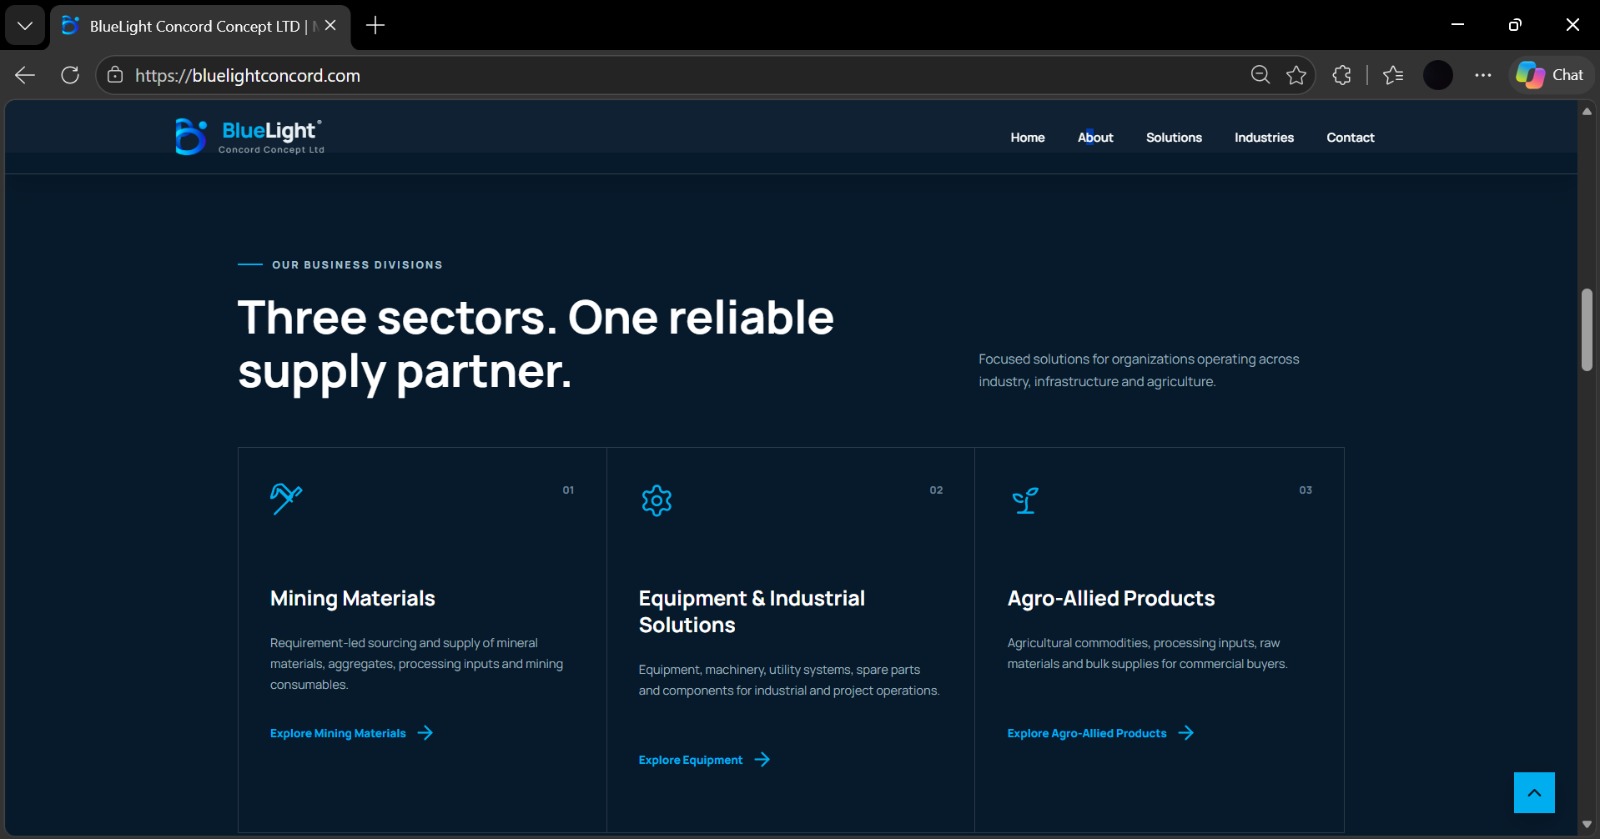 BlueLight Concord Concept LTD |
https://bluelightconcord.com
Chat
BlueLight
Concord Concept Ltd
Home About Solutions Industries Contact
OUR BUSINESS DIVISIONS
Three sectors. One reliable
supply partner.
Focused solutions for organizations operating across
industry, infrastructure and agriculture.
01
Mining Materials
Requirement-led sourcing and supply of mineral
materials, aggregates, processing inputs and mining
consumables.
Explore Mining Materials
02
Equipment & Industrial
Solutions
Equipment, machinery, utility systems, spare parts
and components for industrial and project operations.
Explore Equipment
03
Agro-Allied Products
Agricultural commodities, processing inputs, raw
materials and bulk supplies for commercial buyers.
Explore Agro-Allied Products